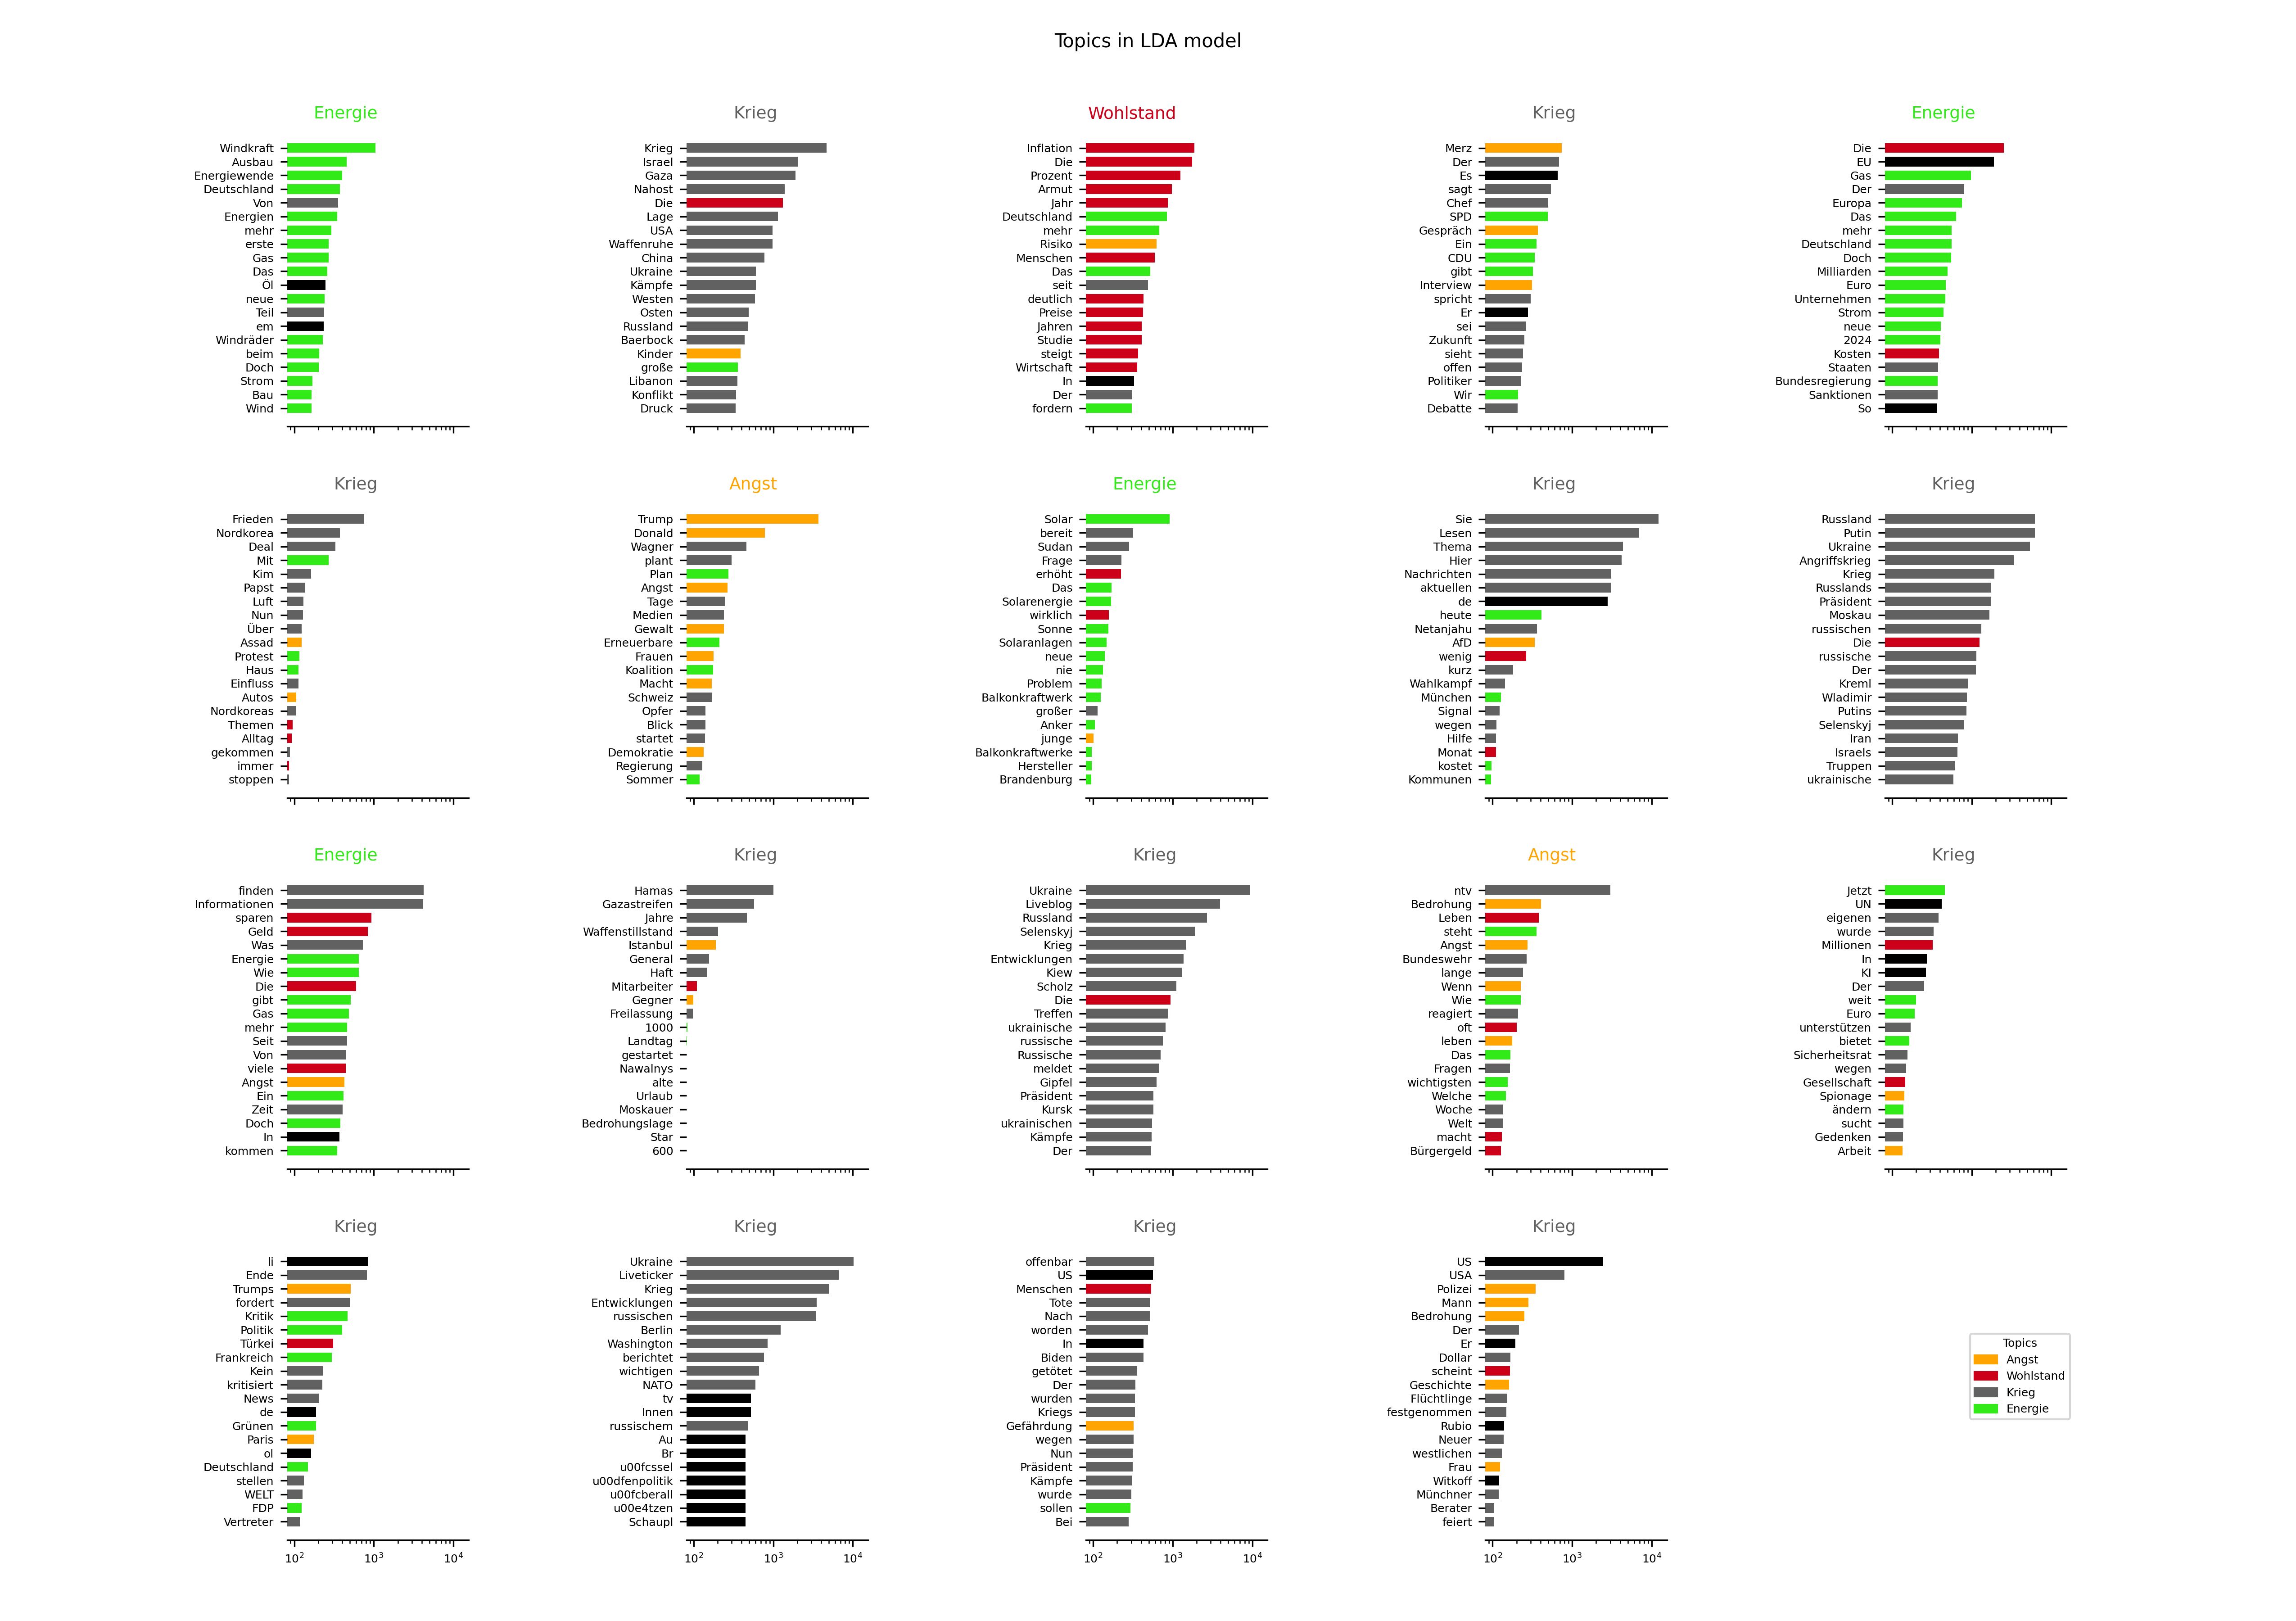 Topics in LDA model
Energie
Windkraft
Ausbau
Energiewende
Deutschland
Von
Energien
mehr
erste
Gas
Das
Öl
neue
Teil
em
Windräder
beim
Doch
Strom
Bau
Wind
Krieg
Krieg
Israel
Gaza
Nahost
Die
Lage
USA
Waffenruhe
China
Ukraine
Kämpfe
Westen
Osten
Russland
Baerbock
Kinder
große
Libanon
Konflikt
Druck
Wohlstand
Inflation
Die
Prozent
Armut
Jahr
Deutschland
mehr
Risiko
Menschen
Das
seit
deutlich
Preise
Jahren
Studie
steigt
Wirtschaft
In
Der
fordern
Krieg
Merz
Der
Es
sagt
Chef
SPD
Gespräch
Ein
CDU
gibt
Interview
spricht
Er
sei
Zukunft
sieht
offen
Politiker
Wir
Debatte
Energie
Die
EU
Gas
Der
Europa
Das
mehr
Deutschland
Doch
Milliarden
Euro
Unternehmen
Strom
neue
2024
Kosten
Staaten
Bundesregierung
Sanktionen
So
Krieg
Frieden
Nordkorea
Deal
Mit
Kim
Papst
Luft
Nun
Über
Assad
Protest
Haus
Einfluss
Autos
Nordkoreas
Themen
Alltag
gekommen
immer
stoppen
Angst
Trump
Donald
Wagner
plant
Plan
Angst
Tage
Medien
Gewalt
Erneuerbare
Frauen
Koalition
Macht
Schweiz
Opfer
Blick
startet
Demokratie
Regierung
Sommer
Energie
Solar
bereit
Sudan
Frage
erhöht
Das
Solarenergie
wirklich
Sonne
Solaranlagen
neue
nie
Problem
Balkonkraftwerk
großer
Anker
junge
Balkonkraftwerke
Hersteller
Brandenburg
Krieg
Sie
Lesen
Thema
Hier
Nachrichten
aktuellen
de
heute
Netanjahu
AfD
wenig
kurz
Wahlkampf
München
Signal
wegen
Hilfe
Monat
kostet
Kommunen
Krieg
Russland
Putin
Ukraine
Angriffskrieg
Krieg
Russlands
Präsident
Moskau
russischen
Die
russische
Der
Kreml
Wladimir
Putins
Selenskyj
Iran
Israels
Truppen
ukrainische
Energie
finden
Informationen
sparen
Geld
Was
Energie
Wie
Die
gibt
Gas
mehr
Seit
Von
viele
Angst
Ein
Zeit
Doch
In
kommen
Krieg
Hamas
Gazastreifen
Jahre
Waffenstillstand
Istanbul
General
Haft
Mitarbeiter
Gegner
Freilassung
1000
Landtag
gestartet
Nawalnys
alte
Urlaub
Moskauer
Bedrohungslage
Star
600
Krieg
Ukraine
Liveblog
Russland
Selenskyj
Krieg
Entwicklungen
Kiew
Scholz
Die
Treffen
ukrainische
russische
Russische
meldet
Gipfel
Präsident
Kursk
ukrainischen
Kämpfe
Der
Angst
ntv
Bedrohung
Leben
steht
Angst
Bundeswehr
lange
Wenn
Wie
reagiert
oft
leben
Das
Fragen
wichtigsten
Welche
Woche
Welt
macht
Bürgergeld
Krieg
Jetzt
UN
eigenen
wurde
Millionen
In
KI
Der
weit
Euro
unterstützen
bietet
Sicherheitsrat
wegen
Gesellschaft
Spionage
ändern
sucht
Gedenken
Arbeit
Krieg
li
Ende
Trumps
fordert
Kritik
Politik
Türkei
Frankreich
Kein
kritisiert
News
de
Grünen
Paris
ol
Deutschland
stellen
WELT
FDP
Vertreter
10² 10³ 10⁴
Krieg
Ukraine
Liveticker
Krieg
Entwicklungen
russischen
Berlin
Washington
berichtet
wichtigen
NATO
tv
Innen
russischem
Au
Br
u00fcssel
u00dfenpolitik
u00fcberall
u00e4tzen
Schaupl
10² 10³ 10⁴
Krieg
offenbar
US
Menschen
Tote
Nach
worden
In
Biden
getötet
Der
wurden
Kriegs
Gefährdung
wegen
Nun
Präsident
Kämpfe
wurde
sollen
Bei
10² 10³ 10⁴
Krieg
US
USA
Polizei
Mann
Bedrohung
Der
Er
Dollar
scheint
Geschichte
Flüchtlinge
festgenommen
Rubio
Neuer
westlichen
Frau
Witkoff
Münchner
Berater
feiert
10² 10³ 10⁴
Topics
Angst
Wohlstand
Krieg
Energie